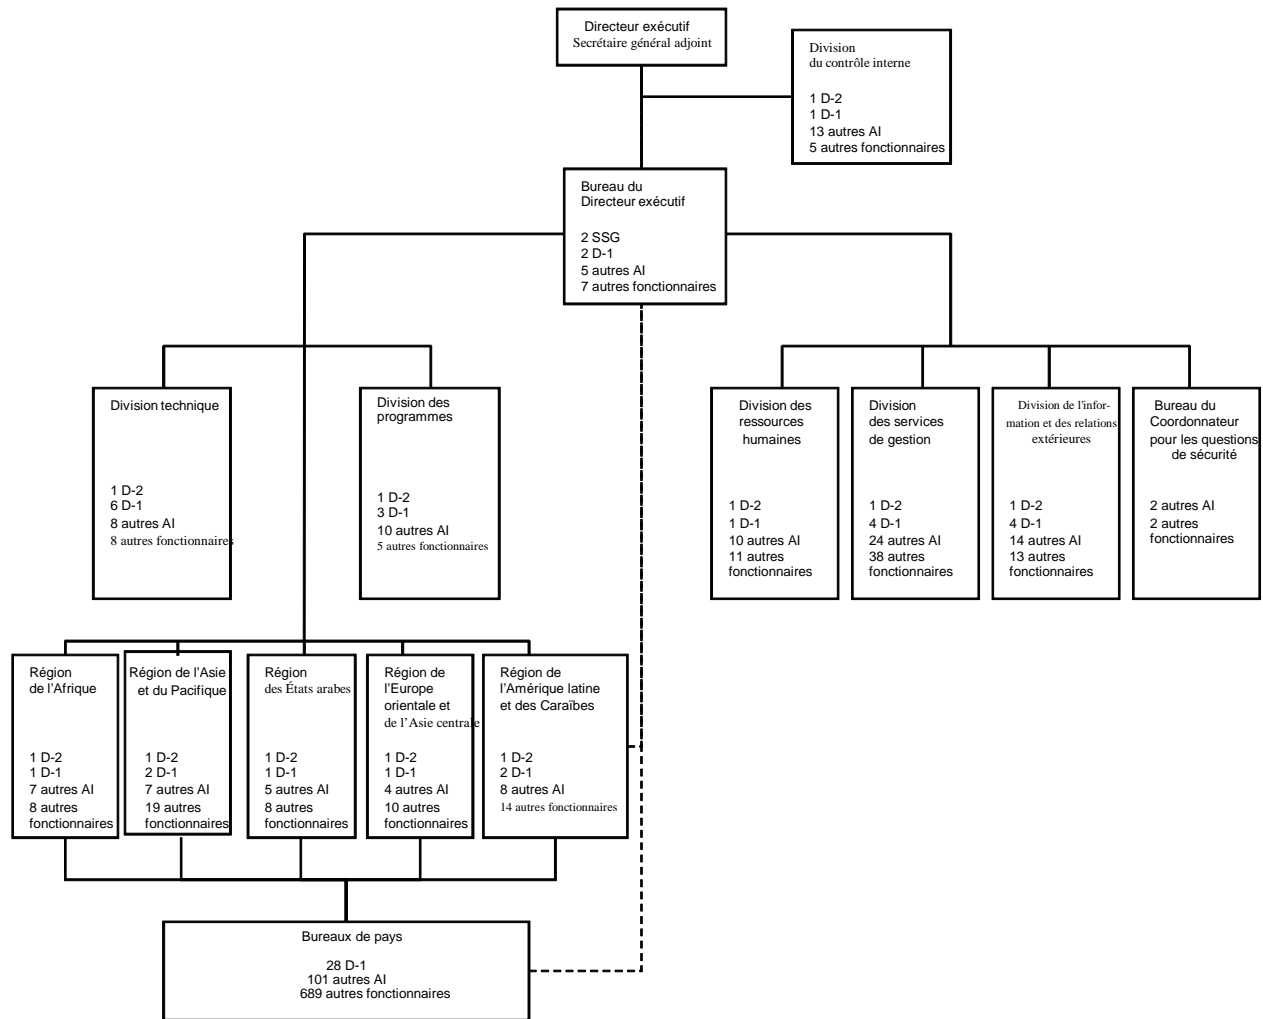 Directeur exécutif
Secrétaire général adjoint
Division
du contrôle interne
1 D-2
1 D-1
13 autres AI
5 autres fonctionnaires
Bureau du
Directeur exécutif
2 SSG
2 D-1
5 autres AI
7 autres fonctionnaires
Division technique
1 D-2
6 D-1
8 autres AI
8 autres fonctionnaires
Division des
programmes
1 D-2
3 D-1
10 autres AI
5 autres fonctionnaires
Division des
ressources
humaines
1 D-2
1 D-1
10 autres AI
11 autres
fonctionnaires
Division
des services
de gestion
1 D-2
4 D-1
24 autres AI
38 autres
fonctionnaires
Division de l'infor-
mation et des relations
extérieures
1 D-2
4 D-1
14 autres AI
13 autres
fonctionnaires
Bureau du
Coordonnateur
pour les questions
de sécurité
2 autres AI
2 autres
fonctionnaires
Région
de l'Afrique
1 D-2
1 D-1
7 autres AI
8 autres
fonctionnaires
Région de l'Asie
et du Pacifique
1 D-2
2 D-1
7 autres AI
19 autres
fonctionnaires
Région
des États arabes
1 D-2
1 D-1
5 autres AI
8 autres
fonctionnaires
Région de
l'Europe
orientale et
de l'Asie centrale
1 D-2
1 D-1
4 autres AI
10 autres
fonctionnaires
Région de
l'Amérique latine
et des Caraïbes
1 D-2
2 D-1
8 autres AI
14 autres fonctionnaires
Bureaux de pays
28 D-1
101 autres AI
689 autres fonctionnaires